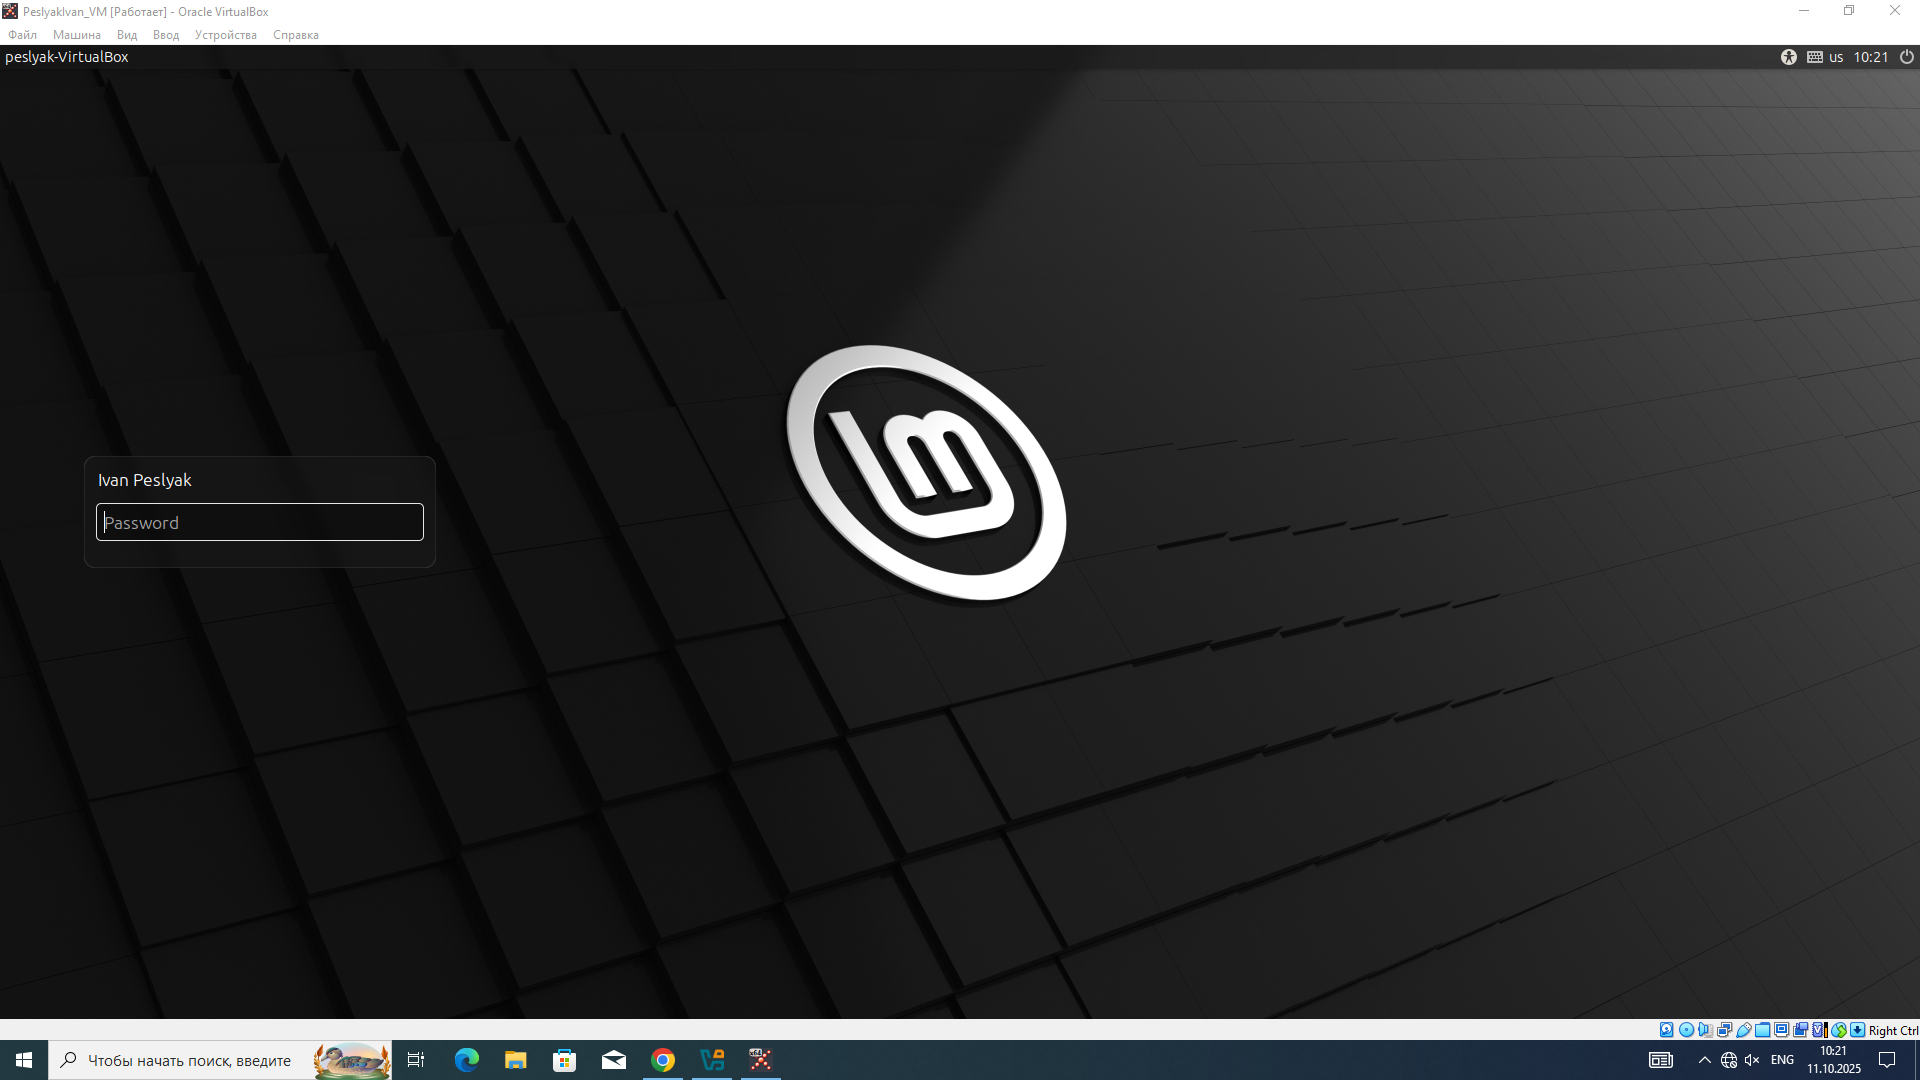 PeslyakIvan_VM [Работает] - Oracle VirtualBox
Файл Машина Вид Ввод Устройства Справка
peslyak-VirtualBox us 10:21
Ivan Peslyak
Password
Right Ctrl
Чтобы начать поиск, введите
ENG
10:21
11.10.2025